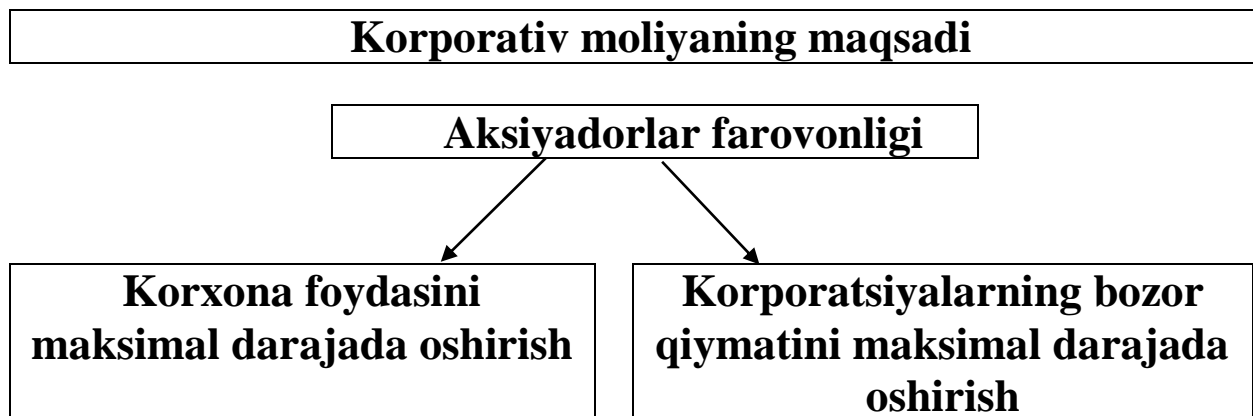 Korporativ moliyaning maqsadi
Aksiyadorlar farovonligi
Korxona foydasini
maksimal darajada oshirish
Korporatsiyalarning bozor
qiymatini maksimal darajada
oshirish